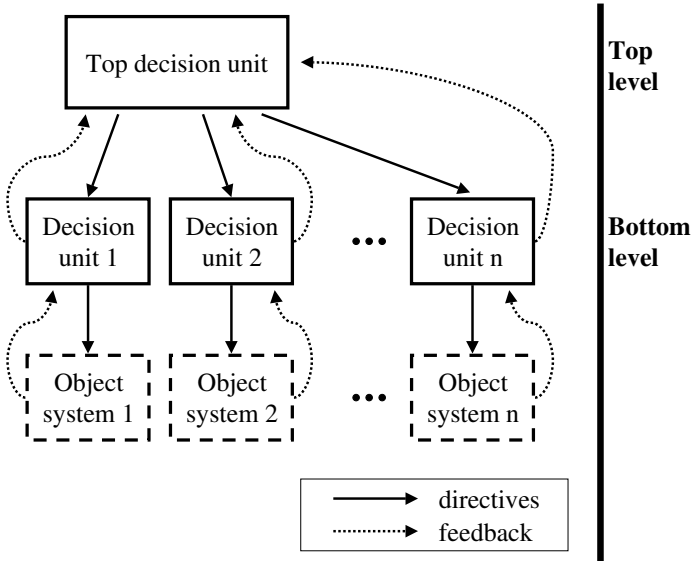 Top decision unit
Top
level
Decision
unit 1
Decision
unit 2
•••
Decision
unit n
Bottom
level
Object
system 1
Object
system 2
•••
Object
system n
directives
feedback